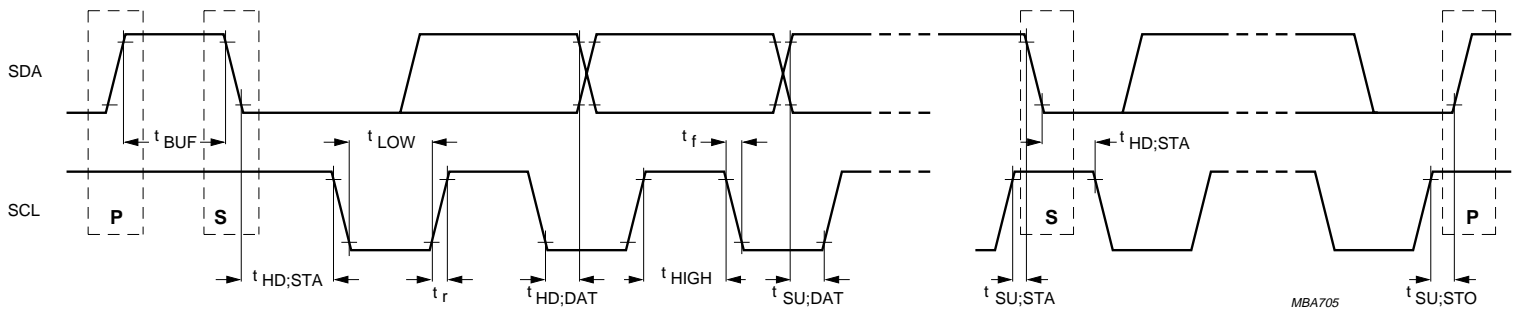 SDA
t BUF
t LOW
t f
t HD;STA
SCL
P
S
S
P
t HD;STA
t r
t HD;DAT
t HIGH
t SU;DAT
t SU;STA
MBA705
t SU;STO